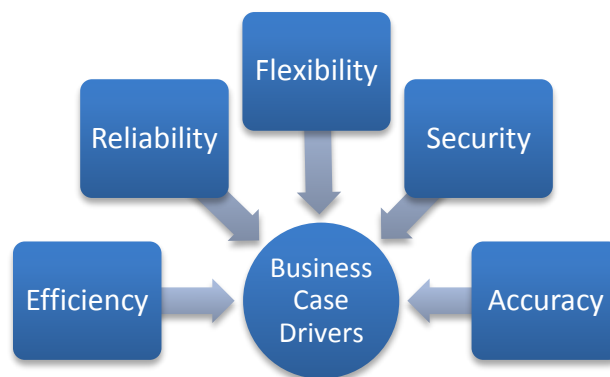 Flexibility
Reliability
Security
Efficiency
Business
Case
Drivers
Accuracy